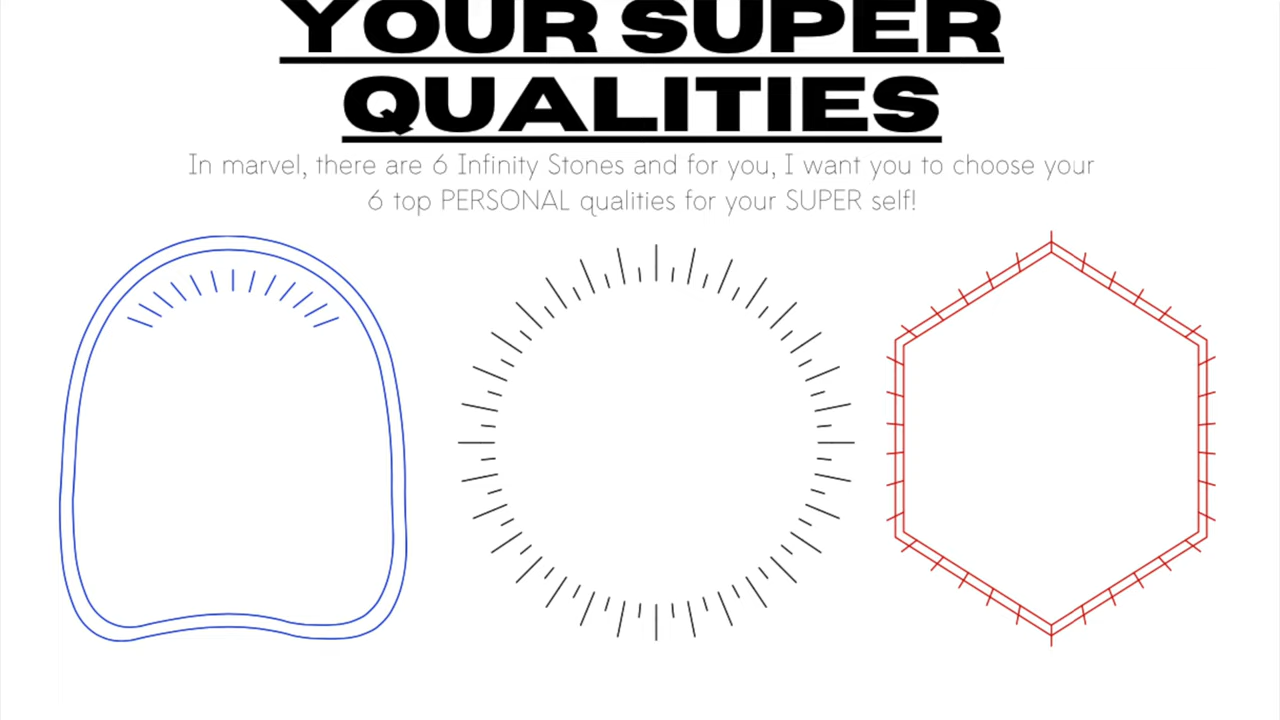 YOUR SUPER
QUALITIES
In marvel, there are 6 Infinity Stones and for you, I want you to choose your
6 top PERSONAL qualities for your SUPER self!